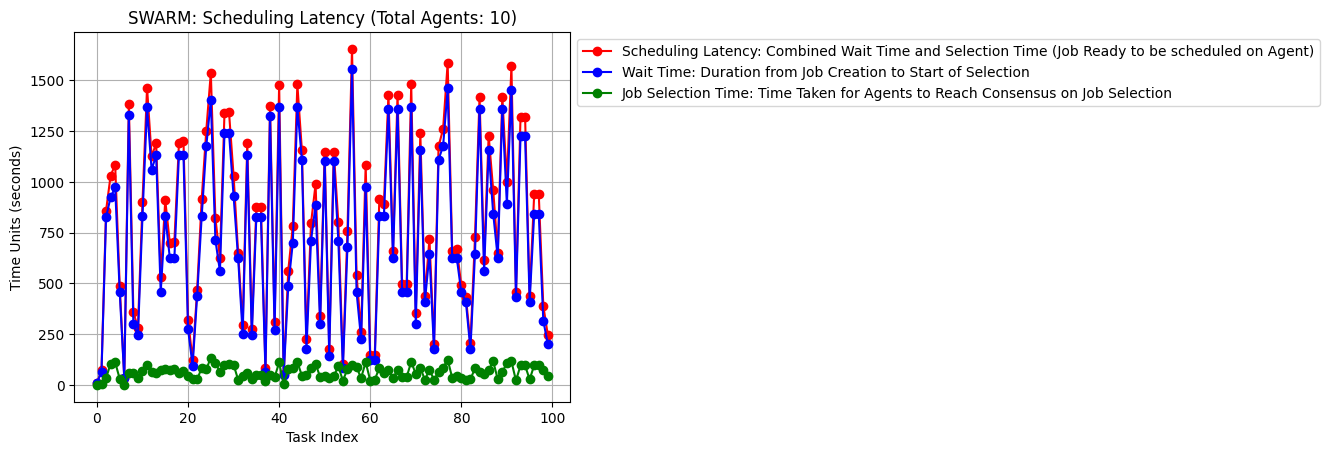 SWARM: Scheduling Latency (Total Agents: 10)
Scheduling Latency: Combined Wait Time and Selection Time (Job Ready to be scheduled on Agent)
Wait Time: Duration from Job Creation to Start of Selection
Job Selection Time: Time Taken for Agents to Reach Consensus on Job Selection
Time Units (seconds)
1500
1250
1000
750
500
250
0
0 20 40 60 80 100
Task Index